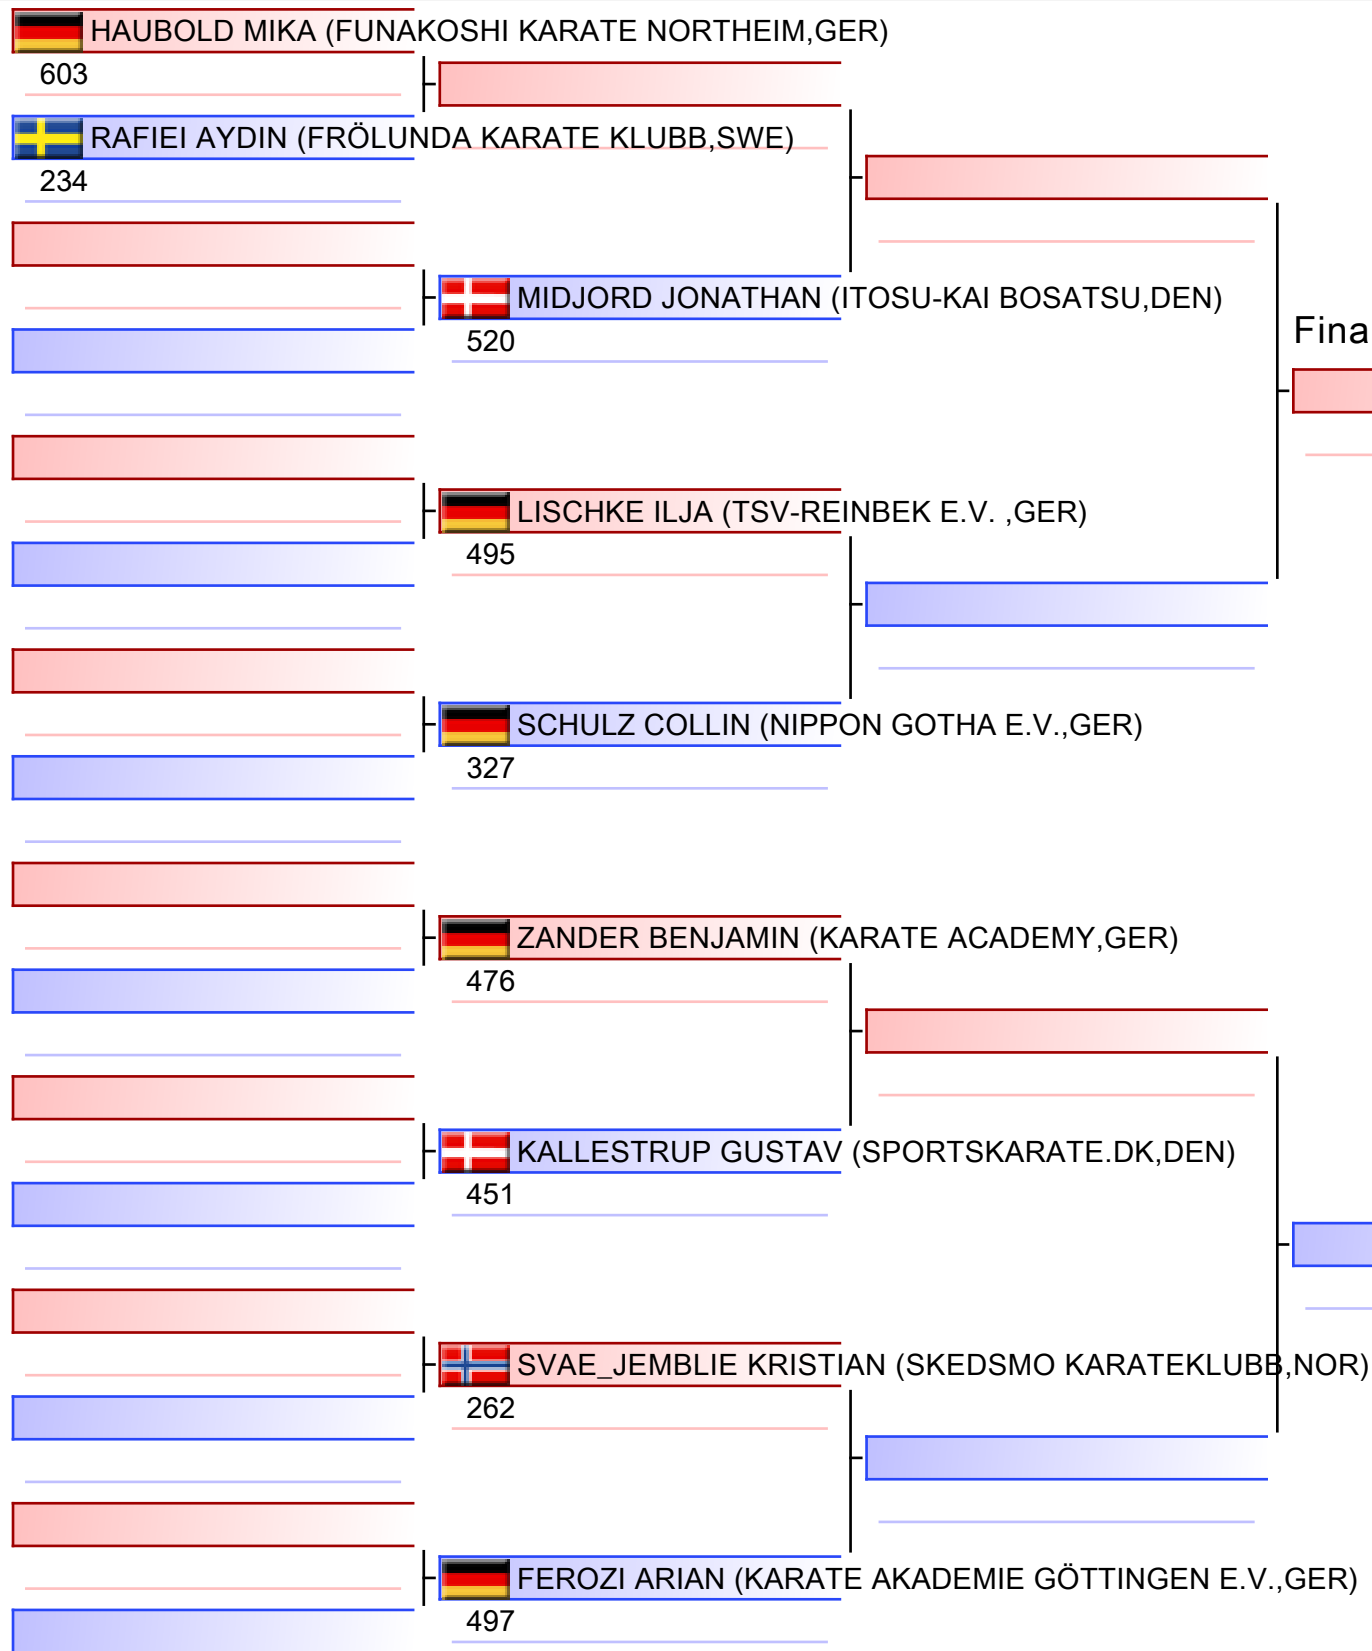 HAUBOLD MIKA (FUNAKOSHI KARATE NORTHEIM,GER)
603
RAFIEI AYDIN (FRÖLUNDA KARATE KLUBB,SWE)
234
MIDJORD JONATHAN (ITOSU-KAI BOSATSU,DEN)
520
Fina
LISCHKE ILJA (TSV-REINBEK E.V. ,GER)
495
SCHULZ COLLIN (NIPPON GOTHA E.V.,GER)
327
ZANDER BENJAMIN (KARATE ACADEMY,GER)
476
KALLESTRUP GUSTAV (SPORTSKARATE.DK,DEN)
451
SVAE_JEMBLIE KRISTIAN (SKEDSMO KARATEKLUBB,NOR)
262
FEROZI ARIAN (KARATE AKADEMIE GÖTTINGEN E.V.,GER)
497